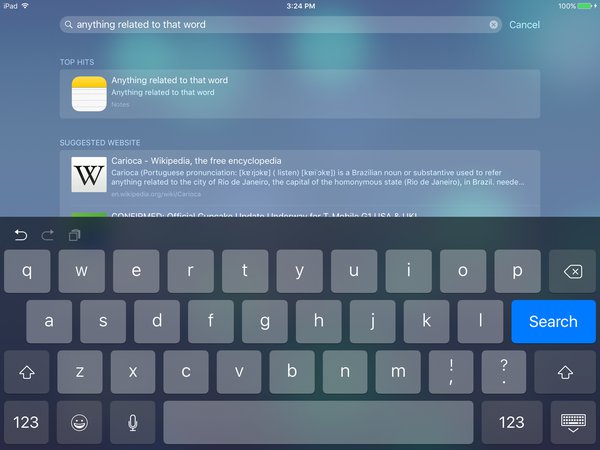 iPad 3:24 PM 100%
anything related to that word Cancel
TOP HITS
Anything related to that word
Anything related to that word
Notes
SUGGESTED WEBSITE
W
Carioca - Wikipedia, the free encyclopedia
Carioca (Portuguese pronunciation: [kɐˈɾjɔkɐ] ( listen) [kɐɾiˈɔkɐ]) is a Brazilian noun or substantive used to refer
anything related to the city of Rio de Janeiro, the capital of the homonymous state (Rio de Janeiro), in Brazil. neede...
en.wikipedia.org/wiki/Carioca
CONFIRMED: Official Cupcake Update Underway for T-Mobile G1 USA & UK!
q w e r t y u i o p
a s d f g h j k l Search
z x c v b n m ! , ? .
123 123